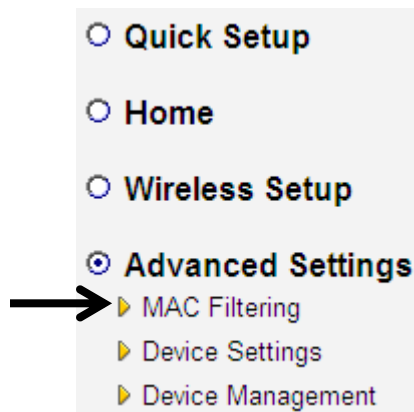 Quick Setup
Home
Wireless Setup
Advanced Settings
MAC Filtering
Device Settings
Device Management